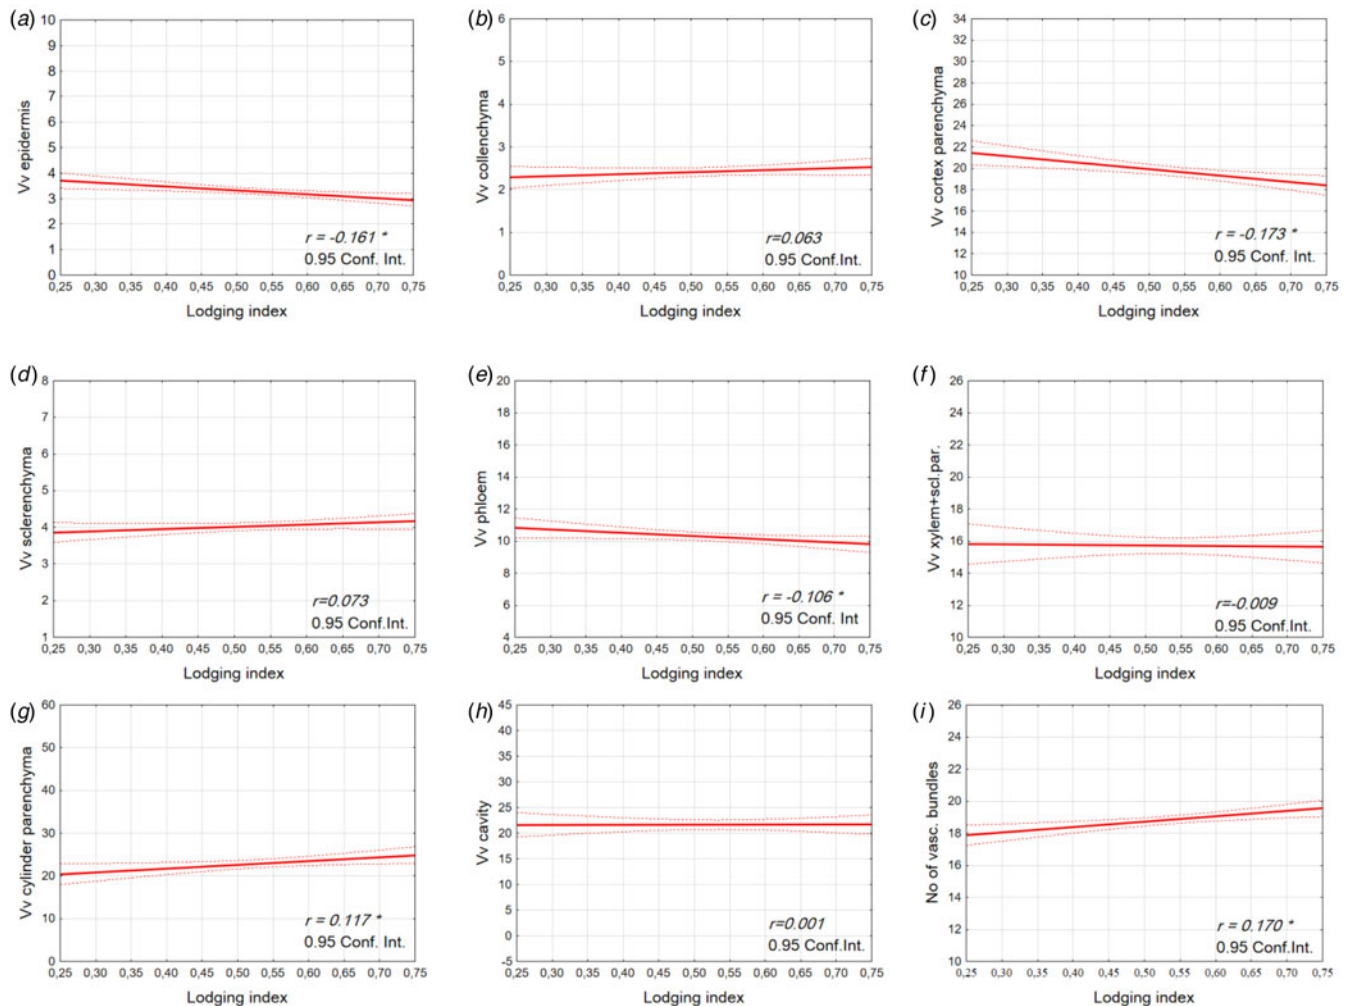 (a)
10
9
8
7
6
5
4
3
2
1
0
Vv epidermis
r = -0.161 *
0.95 Conf. Int.
0,25 0,30 0,35 0,40 0,45 0,50 0,55 0,60 0,65 0,70 0,75
Lodging index
(b)
6
5
4
3
2
1
0
Vv collenchyma
r=0.063
0.95 Conf.Int.
0,25 0,30 0,35 0,40 0,45 0,50 0,55 0,60 0,65 0,70 0,75
Lodging index
(c)
34
32
30
28
26
24
22
20
18
16
14
12
10
Vv cortex parenchyma
r = -0.173 *
0.95 Conf. Int.
0,25 0,30 0,35 0,40 0,45 0,50 0,55 0,60 0,65 0,70 0,75
Lodging index
(d)
8
7
6
5
4
3
2
1
Vv sclerenchyma
r=0.073
0.95 Conf.Int.
0,25 0,30 0,35 0,40 0,45 0,50 0,55 0,60 0,65 0,70 0,75
Lodging index
(e)
20
18
16
14
12
10
8
6
4
Vv phloem
r = -0.106 *
0.95 Conf. Int
0,25 0,30 0,35 0,40 0,45 0,50 0,55 0,60 0,65 0,70 0,75
Lodging index
(f)
26
24
22
20
18
16
14
12
10
Vv xylem+scl.par.
r=-0.009
0.95 Conf.Int.
0,25 0,30 0,35 0,40 0,45 0,50 0,55 0,60 0,65 0,70 0,75
Lodging index
(g)
60
50
40
30
20
10
0
Vv cylinder parenchyma
r = 0.117 *
0.95 Conf. Int.
0,25 0,30 0,35 0,40 0,45 0,50 0,55 0,60 0,65 0,70 0,75
Lodging index
(h)
45
40
35
30
25
20
15
10
5
0
-5
Vv cavity
r=0.001
0.95 Conf.Int.
0,25 0,30 0,35 0,40 0,45 0,50 0,55 0,60 0,65 0,70 0,75
Lodging index
(i)
26
24
22
20
18
16
14
12
10
No of vasc. bundles
r = 0.170 *
0.95 Conf. Int.
0,25 0,30 0,35 0,40 0,45 0,50 0,55 0,60 0,65 0,70 0,75
Lodging index